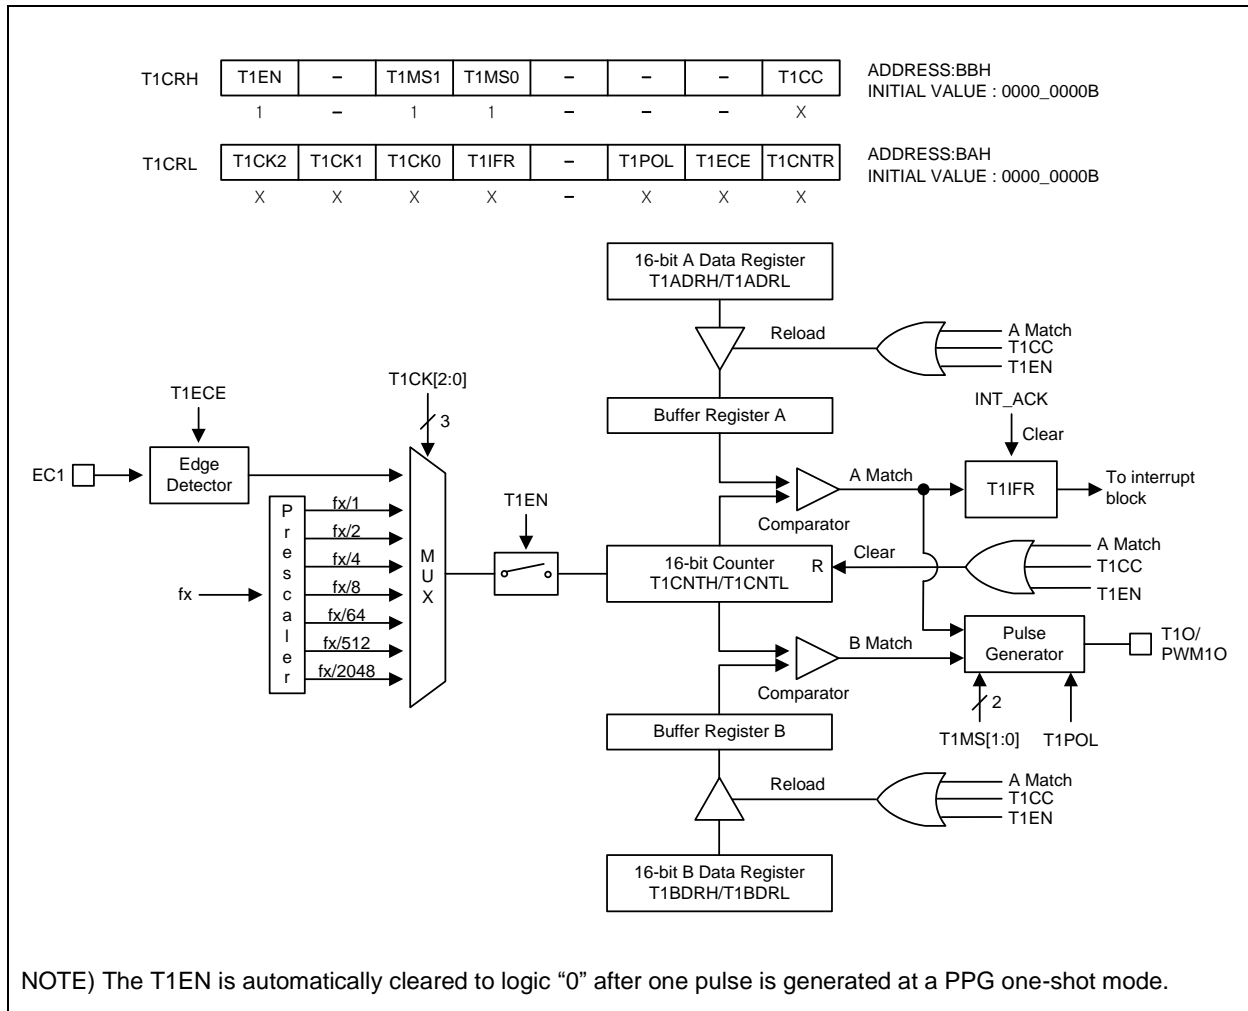 T1CRH T1EN – T1MS1 T1MS0 – – – T1CC ADDRESS:BBH
INITIAL VALUE : 0000_0000B
1 – 1 1 – – – X
T1CRL T1CK2 T1CK1 T1CK0 T1IFR – T1POL T1ECE T1CNTR ADDRESS:BAH
INITIAL VALUE : 0000_0000B
X X X X – X X X
16-bit A Data Register
T1ADRH/T1ADRL
Reload
A Match
T1CC
T1EN
T1ECE
T1CK[2:0]
3
Buffer Register A
INT_ACK
Clear
EC1
Edge
Detector
A Match
T1IFR
To interrupt
block
Comparator
Prescaler
fx/1
fx/2
fx/4
fx/8
fx/64
fx/512
fx/2048
fx
MUX
T1EN
16-bit Counter
T1CNTH/T1CNTL
R
Clear
A Match
T1CC
T1EN
B Match
Pulse
Generator
T1O/
PWM1O
Comparator
2
T1MS[1:0]
T1POL
Buffer Register B
Reload
A Match
T1CC
T1EN
16-bit B Data Register
T1BDRH/T1BDRL
NOTE) The T1EN is automatically cleared to logic “0” after one pulse is generated at a PPG one-shot mode.